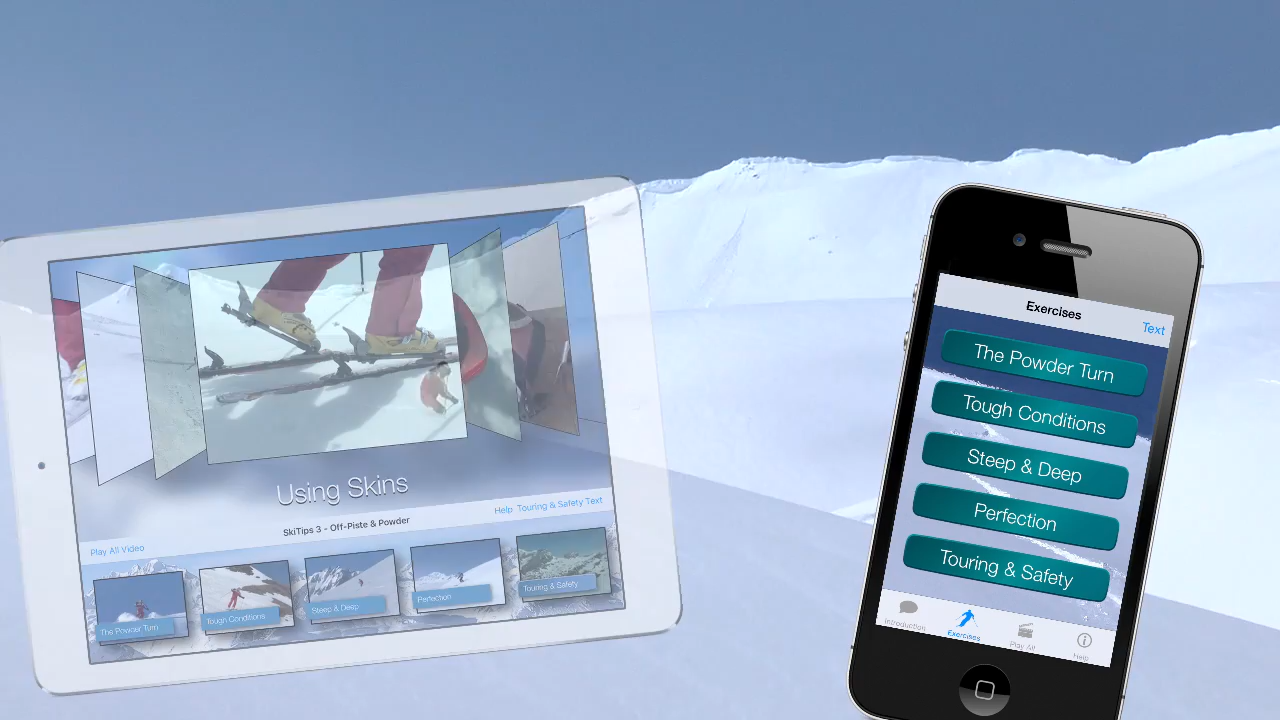 Using Skins
SkiTips 3 - Off-Piste & Powder
Play All Video
Help Touring & Safety Text
The Powder Turn
Tough Conditions
Steep & Deep
Perfection
Touring & Safety
Exercises
Text
The Powder Turn
Tough Conditions
Steep & Deep
Perfection
Touring & Safety
Introduction
Exercises
Play All
Help